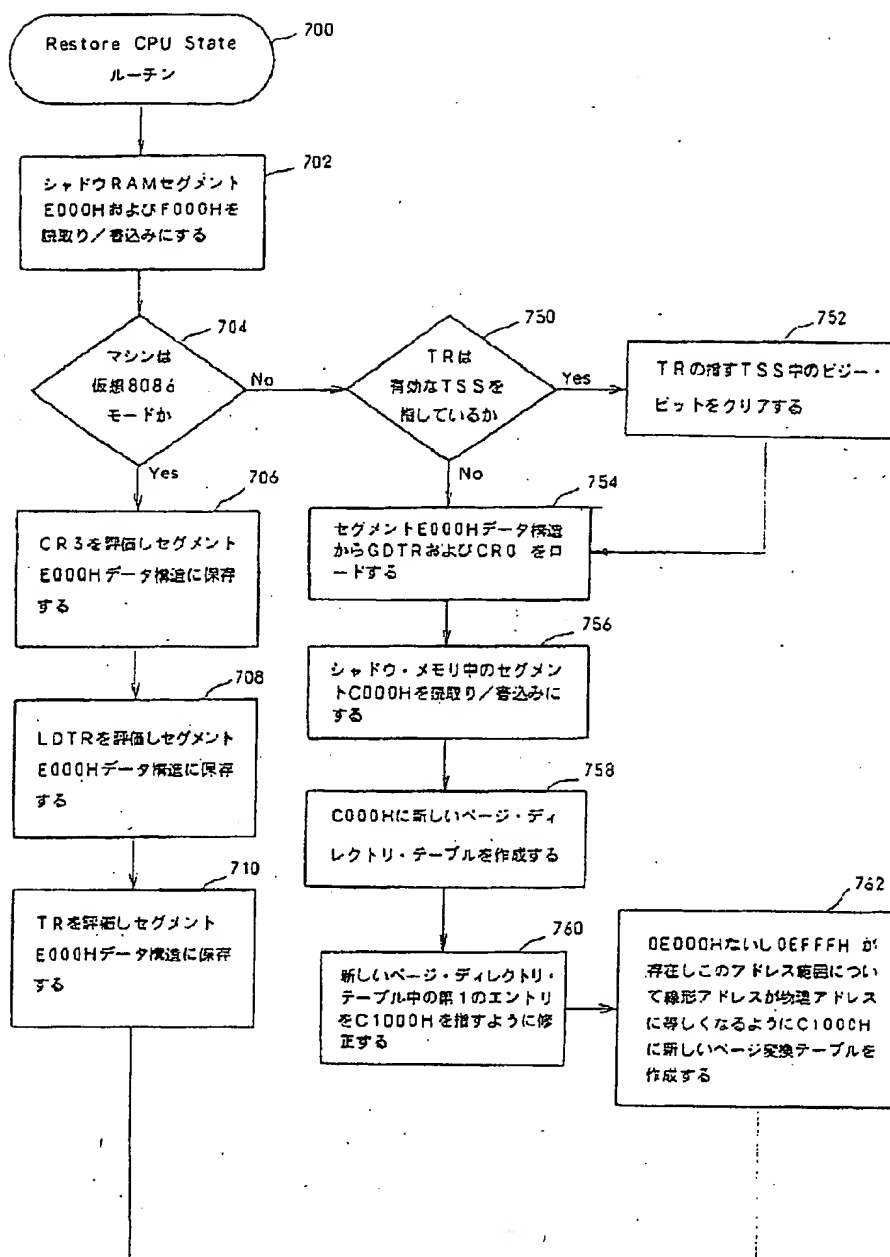 Restore CPU State
ルーチン
700
シャドウRAMセグメント
E000HおよびF000Hを
読取り/書込みにする
702
マシンは
仮想8086
モードか
704
No
Yes
TRは
有効なTSSを
指しているか
750
Yes
No
TRの指すTSS中のビジー・
ビットをクリアする
752
CR3を評価しセグメント
E000Hデータ構造に保存
する
706
セグメントE000Hデータ構造
からGDTRおよびCR0をロ
ードする
754
シャドウ・メモリ中のセグメン
トC000Hを読取り/書込みに
する
756
LDTRを評価しセグメント
E000Hデータ構造に保存
する
708
C000Hに新しいページ・ディ
レクトリ・テーブルを作成する
758
TRを評価しセグメント
E000Hデータ構造に保存
する
710
新しいページ・ディレクトリ・
テーブル中の第1のエントリ
をC1000Hを指すように修
正する
760
0E000Hないし0EFFFHが
存在しこのアドレス範囲につい
て線形アドレスが物理アドレス
に等しくなるようにC1000H
に新しいページ変換テーブルを
作成する
762